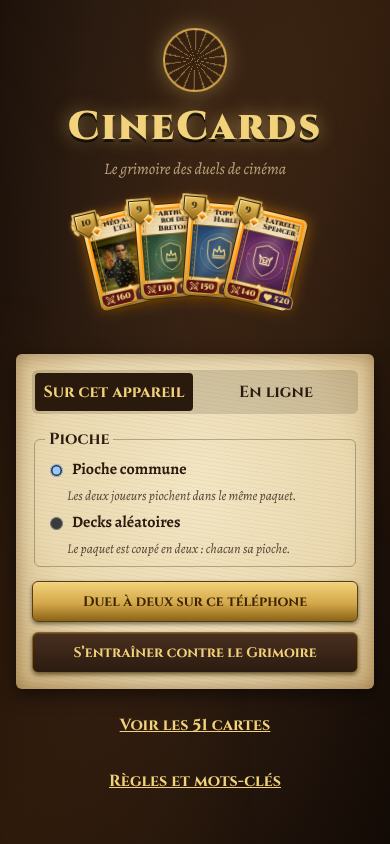 CineCards
Le grimoire des duels de cinéma
10
9
9
9
160
130
150
140
520
Sur cet appareil
En ligne
Pioche
Pioche commune
Les deux joueurs piochent dans le même paquet.
Decks aléatoires
Le paquet est coupé en deux : chacun sa pioche.
Duel à deux sur ce téléphone
S'entraîner contre le Grimoire
Voir les 51 cartes
Règles et mots-clés